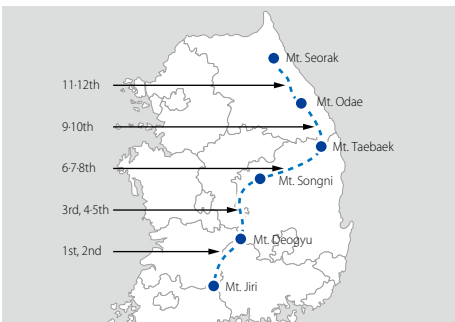 Mt. Seorak
11-12th
Mt. Odae
9-10th
Mt. Taebaek
6-7-8th
Mt. Songni
3rd, 4-5th
Mt. Deogyu
1st, 2nd
Mt. Jiri